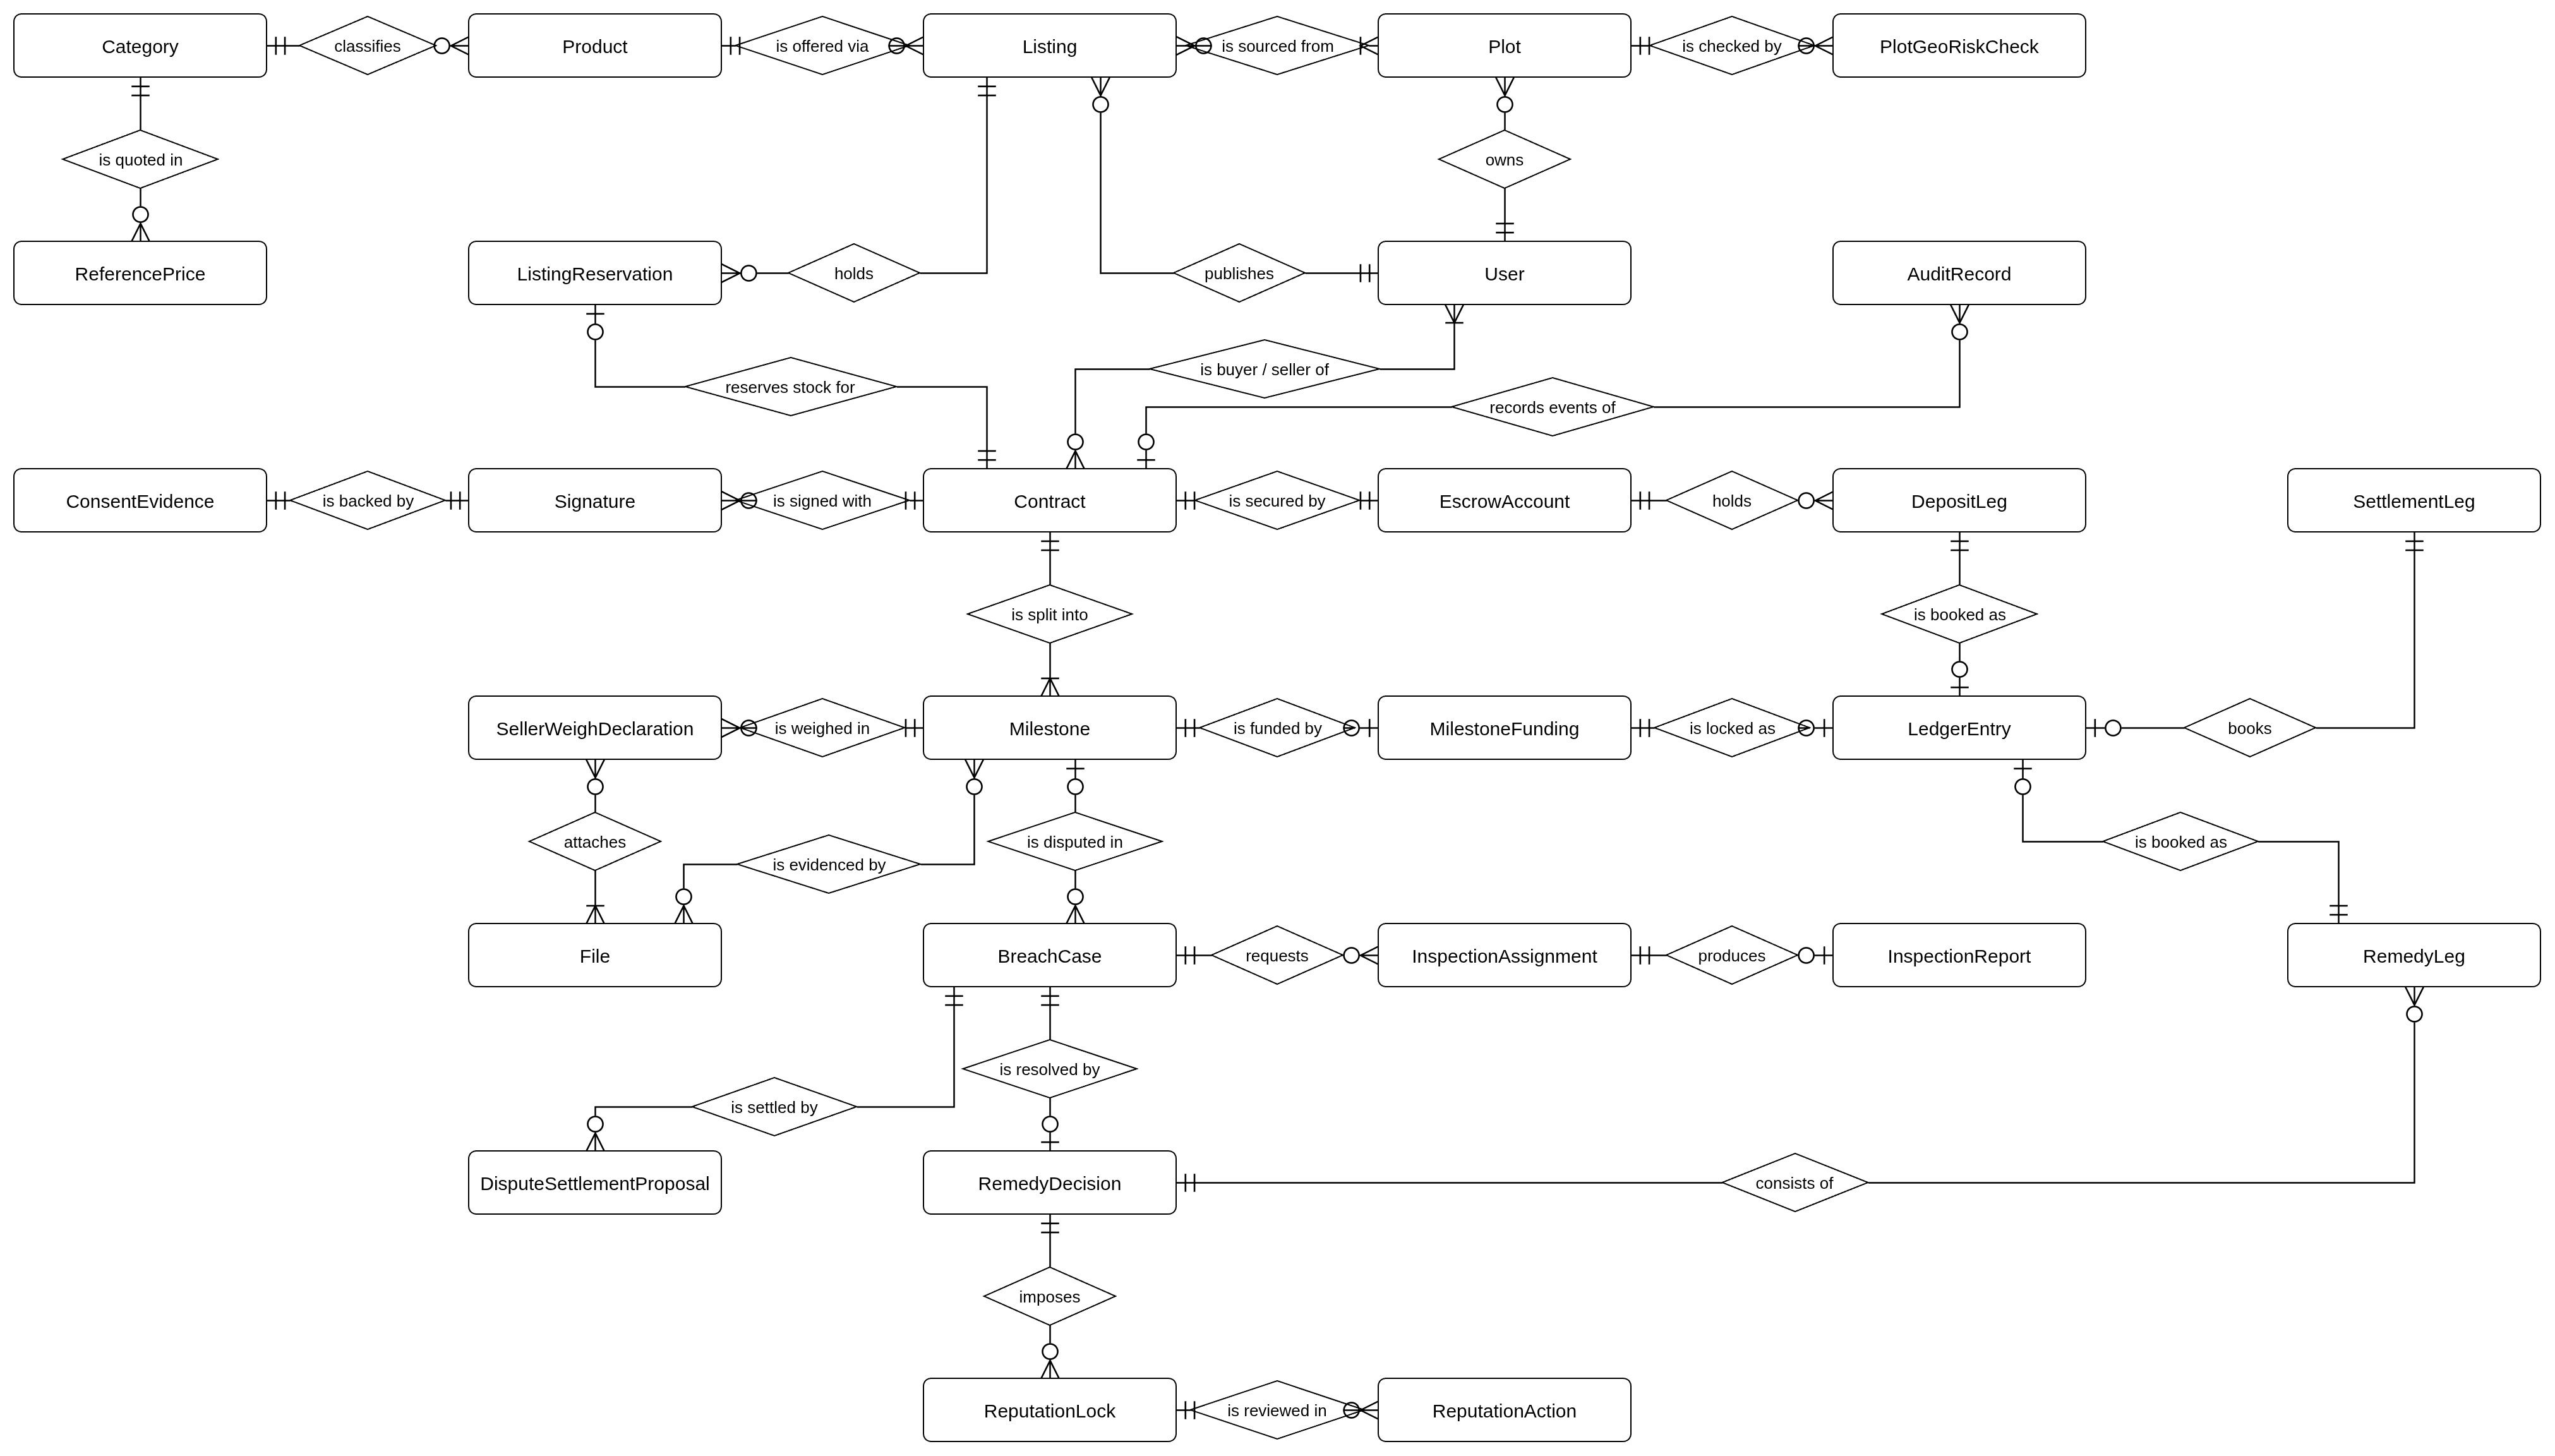 Category
classifies
Product
is offered via
Listing
is sourced from
Plot
is checked by
PlotGeoRiskCheck
is quoted in
owns
ReferencePrice
ListingReservation
holds
publishes
User
AuditRecord
reserves stock for
is buyer / seller of
records events of
ConsentEvidence
is backed by
Signature
is signed with
Contract
is secured by
EscrowAccount
holds
DepositLeg
SettlementLeg
is split into
is booked as
SellerWeighDeclaration
is weighed in
Milestone
is funded by
MilestoneFunding
is locked as
LedgerEntry
books
attaches
is evidenced by
is disputed in
is booked as
File
BreachCase
requests
InspectionAssignment
produces
InspectionReport
RemedyLeg
is resolved by
is settled by
DisputeSettlementProposal
RemedyDecision
consists of
imposes
ReputationLock
is reviewed in
ReputationAction